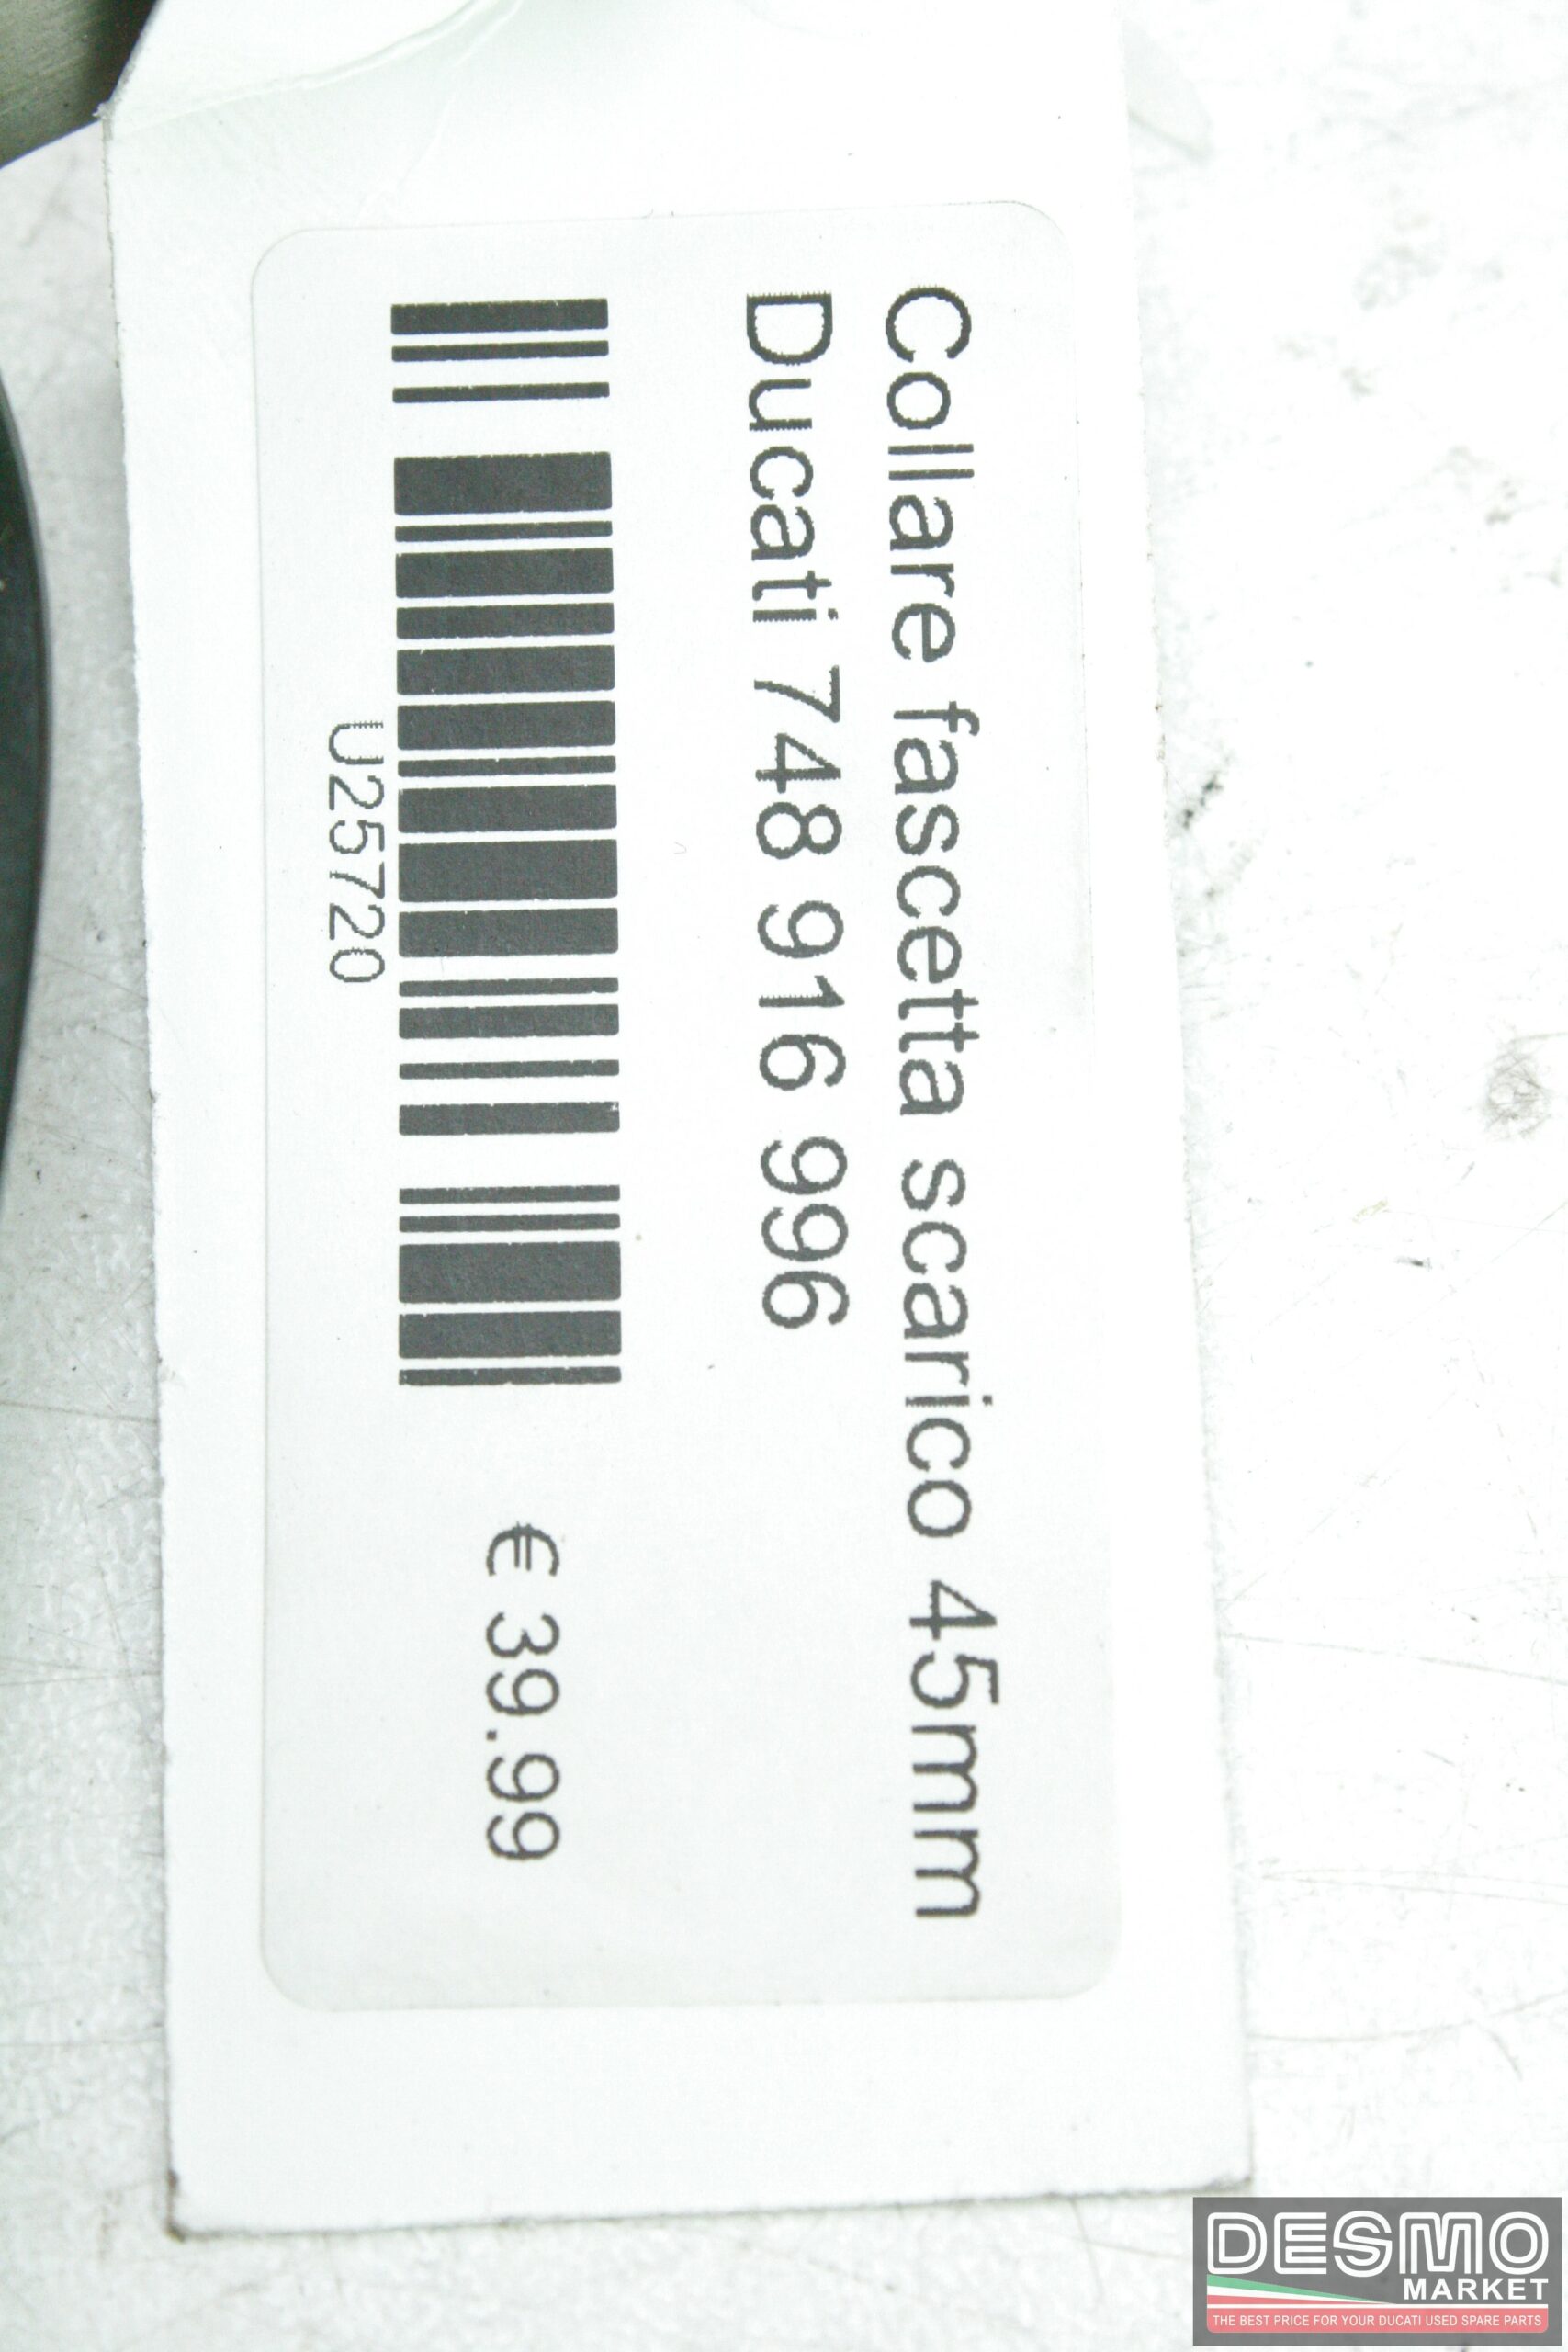 Collare fascetta scarico 45mm
Ducati 748 916 996
€ 39.99
U25720
DESMO
MARKET
THE BEST PRICE FOR YOUR DUCATI USED SPARE PARTS